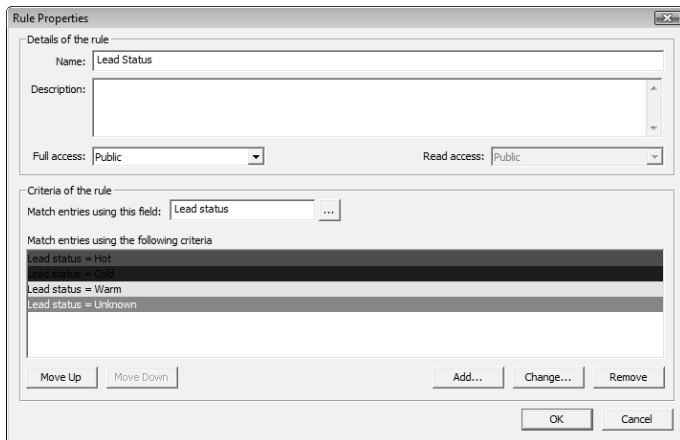 Rule Properties
Details of the rule
Name: Lead Status
Description:
Full access: Public Read access: Public
Criteria of the rule
Match entries using this field: Lead status ...
Match entries using the following criteria
Lead status = Hot
Lead status = Cold
Lead status = Warm
Lead status = Unknown
Move Up Move Down Add... Change... Remove
OK Cancel